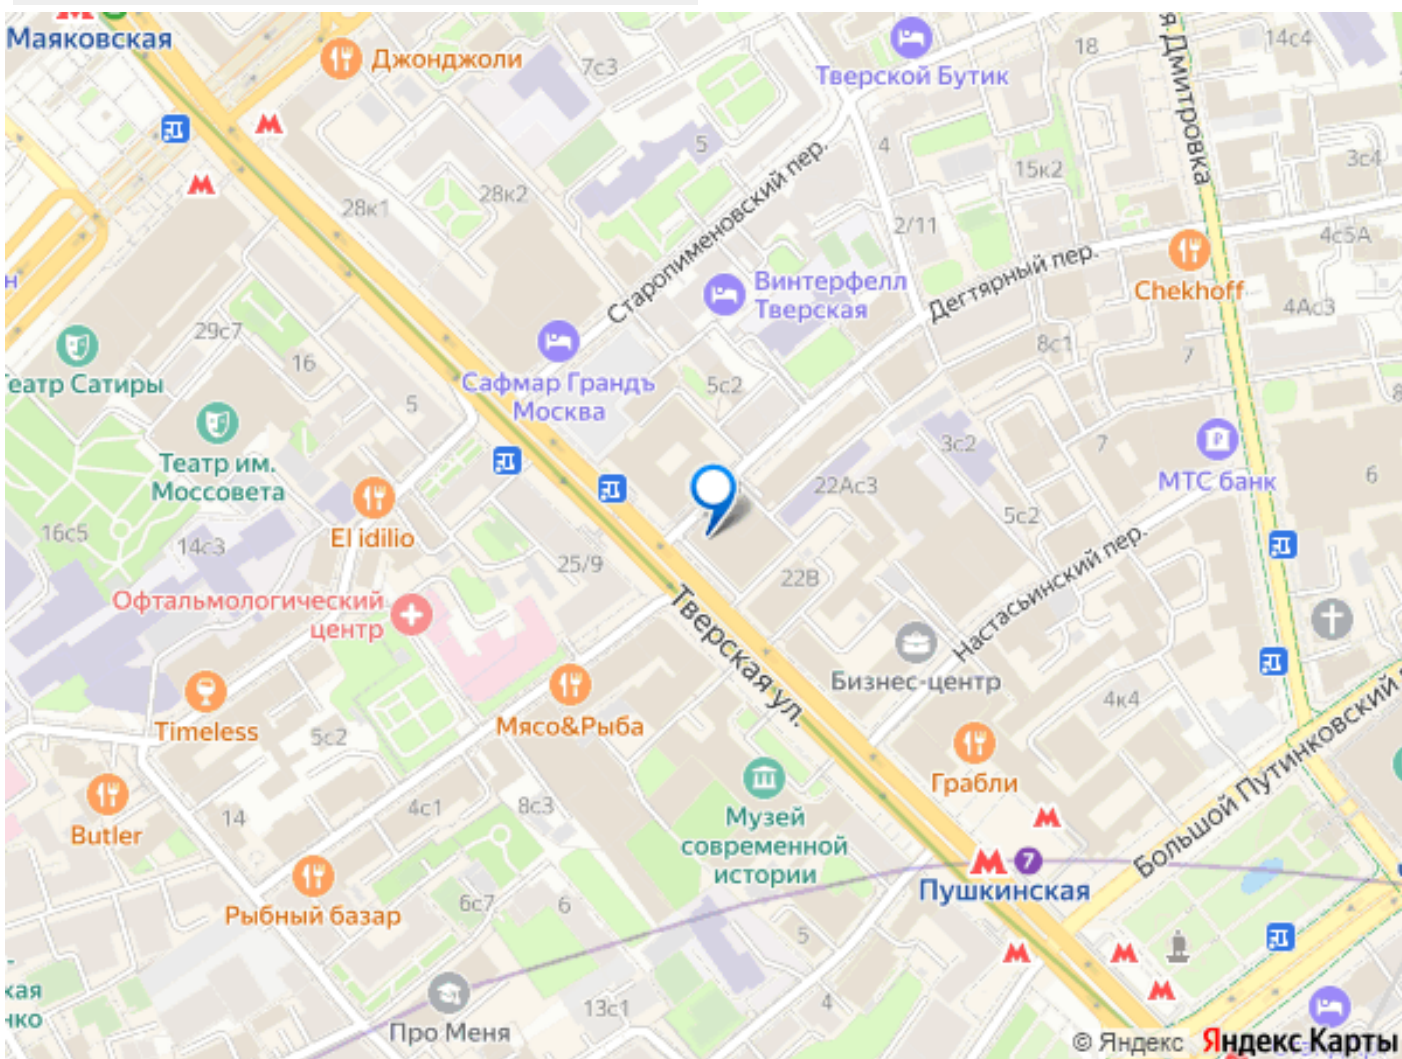 Маяковская
Джонджоли
7с3
Тверской Бутик
18
14с4
я Дмитровка
5
4
15к2
3с4
28к1
28к2
Старопименовский пер.
2/11
4с5А
н
Винтерфелл
Тверская
Дегтярный пер.
Chekhoff
4Ас3
29с7
16
8с1
7
еатр Сатиры
Сафмар Грандъ
Москва
5с2
5
8
3с2
7
МТС банк
Театр им.
Моссовета
6
22Ас3
El idilio
16с5
14с3
5с2
25/9
22В
Настасьинский пер.
Офтальмологический
центр
Тверская ул.
Бизнес-центр
4к4
Timeless
5с2
Мясо&Рыба
Большой Путинковский
Грабли
Butler
14
4с1
8с3
Музей
современной
истории
7
Пушкинская
Рыбный базар
6с7
6
5
кая
нко
Про Меня
13с1
4
© Яндекс Яндекс Карты